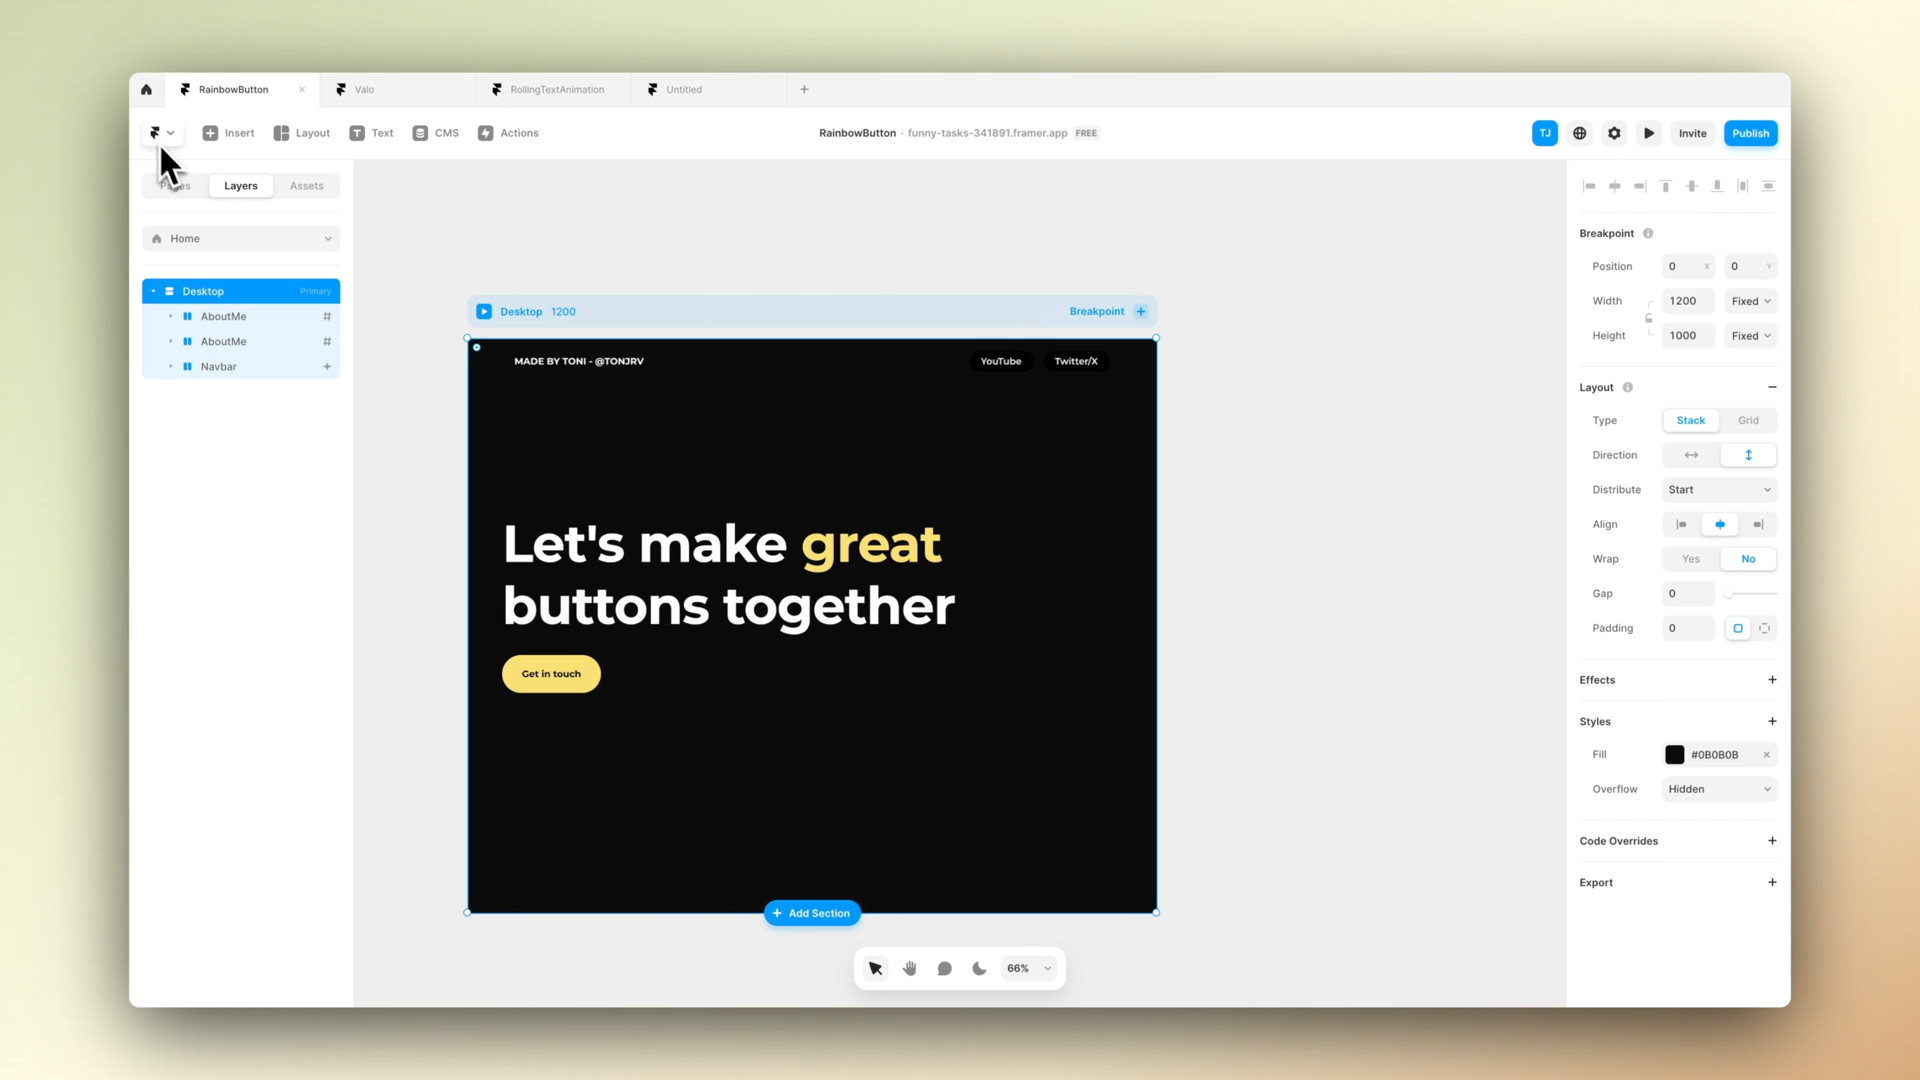 RainbowButton
Valo
RollingTextAnimation
Untitled
Insert
Layout
Text
CMS
Actions
RainbowButton · funny-tasks-341891.framer.app FREE
TJ
Invite
Publish
Pages
Layers
Assets
Home
Desktop
Primary
AboutMe
AboutMe
Navbar
Desktop 1200
Breakpoint
MADE BY TONI - @TONJRV
YouTube
Twitter/X
Let's make great
buttons together
Get in touch
Add Section
66%
Breakpoint
Position 0 X 0 Y
Width 1200 Fixed
Height 1000 Fixed
Layout
Type Stack Grid
Direction
Distribute Start
Align
Wrap Yes No
Gap 0
Padding 0
Effects
Styles
Fill #0B0B0B
Overflow Hidden
Code Overrides
Export